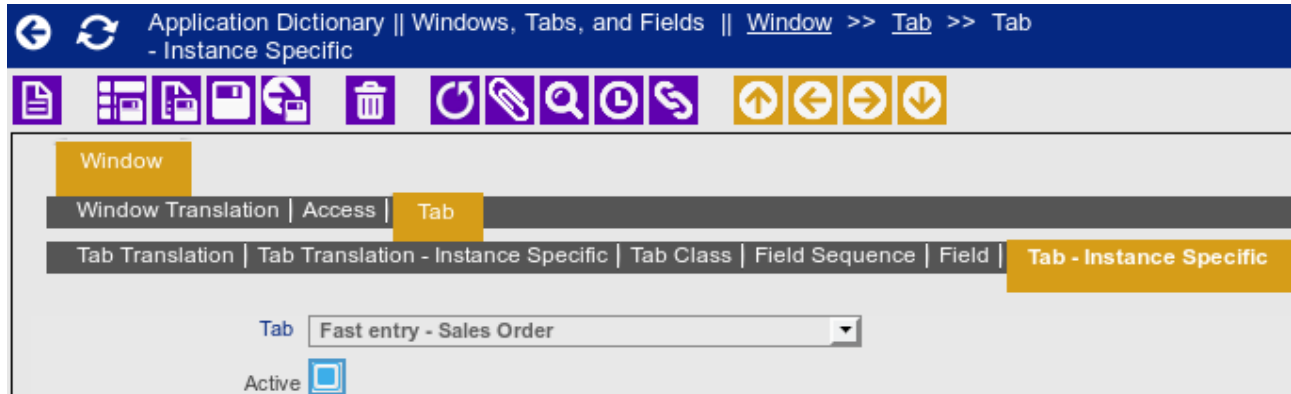 Application Dictionary || Windows, Tabs, and Fields || Window >> Tab >> Tab
- Instance Specific
Window
Window Translation | Access | Tab
Tab Translation | Tab Translation - Instance Specific | Tab Class | Field Sequence | Field | Tab - Instance Specific
Tab Fast entry - Sales Order
Active